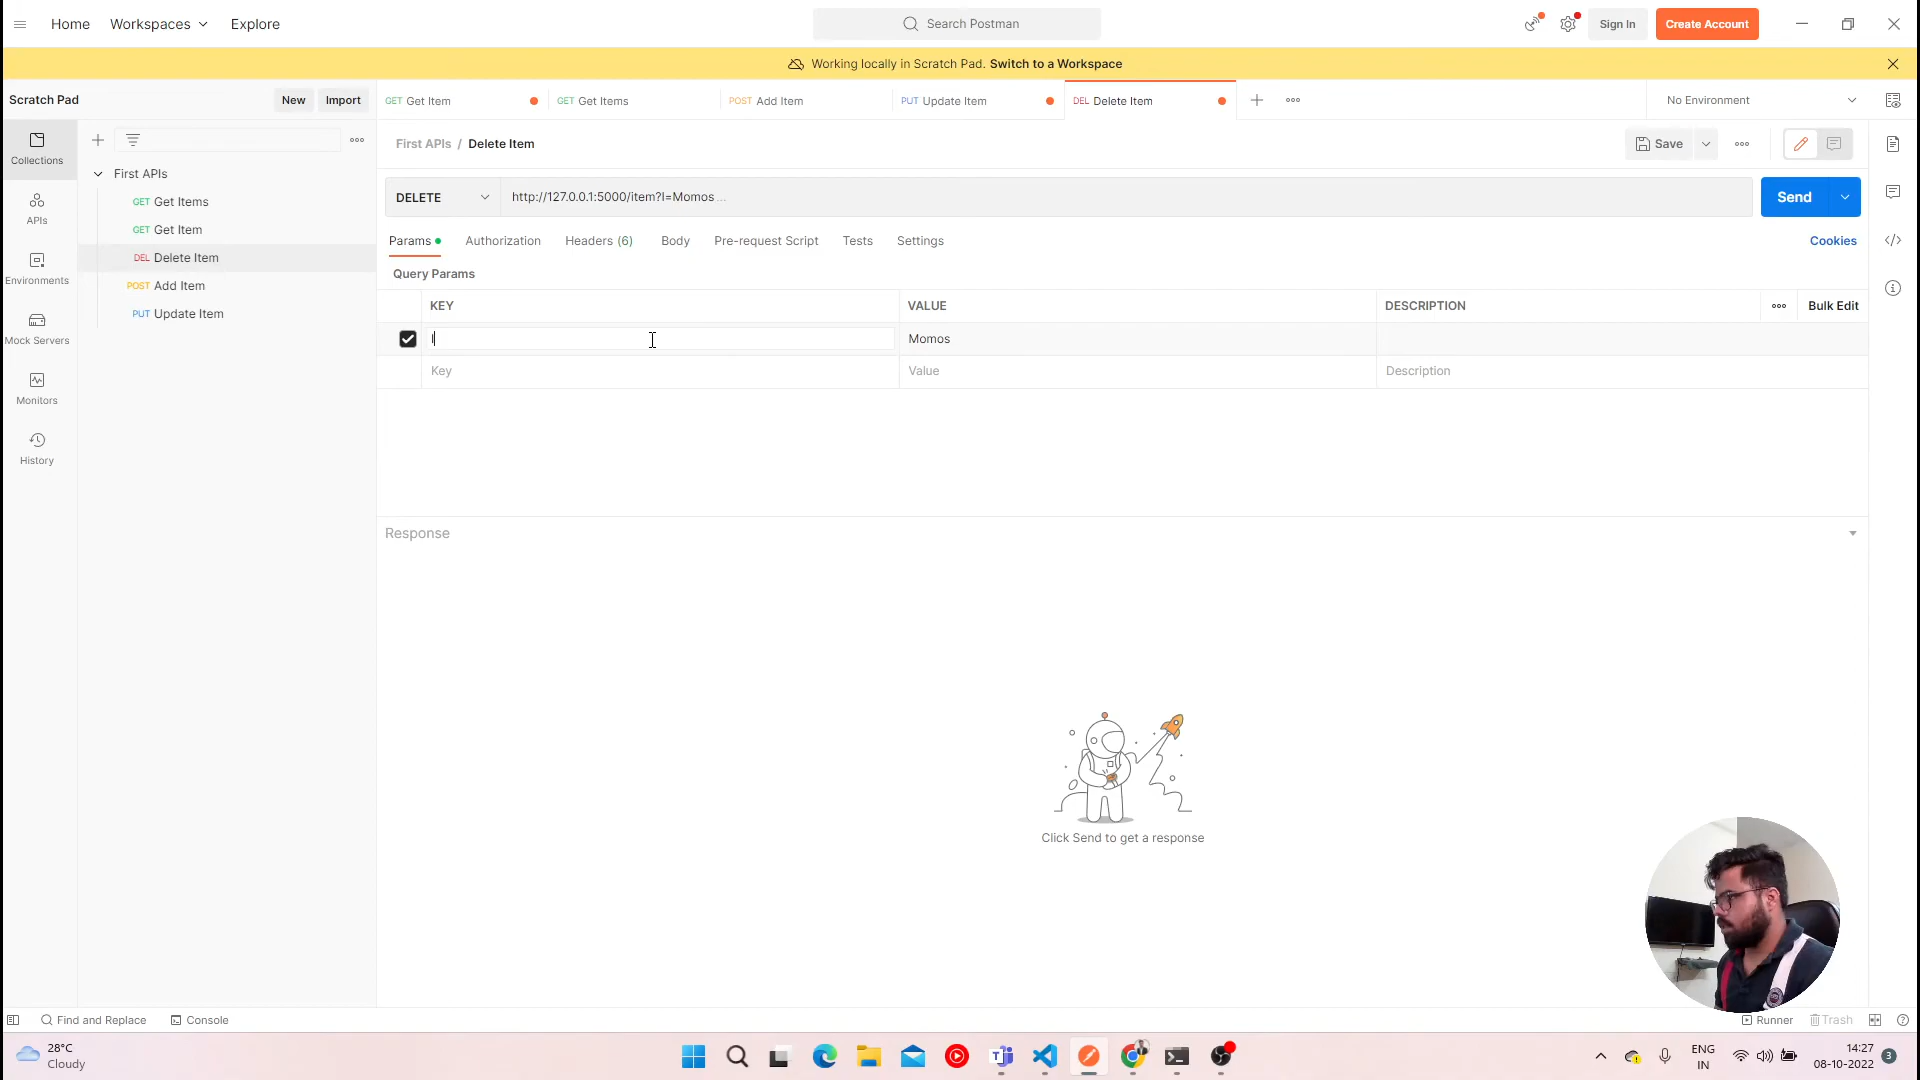 Home
Workspaces
Explore
Search Postman
Sign In
Create Account
Working locally in Scratch Pad. Switch to a Workspace
Scratch Pad
New
Import
GET Get Item
GET Get Items
POST Add Item
PUT Update Item
DEL Delete Item
No Environment
Collections
APIs
Environments
Mock Servers
Monitors
History
First APIs
GET Get Items
GET Get Item
DEL Delete Item
POST Add Item
PUT Update Item
First APIs / Delete Item
Save
DELETE
http://127.0.0.1:5000/item?I=Momos ...
Send
Params
Authorization
Headers (6)
Body
Pre-request Script
Tests
Settings
Cookies
Query Params
KEY
VALUE
DESCRIPTION
Bulk Edit
I
Momos
Key
Value
Description
Response
Click Send to get a response
Find and Replace
Console
Runner
Trash
28°C
Cloudy
ENG
IN
14:27
08-10-2022
3